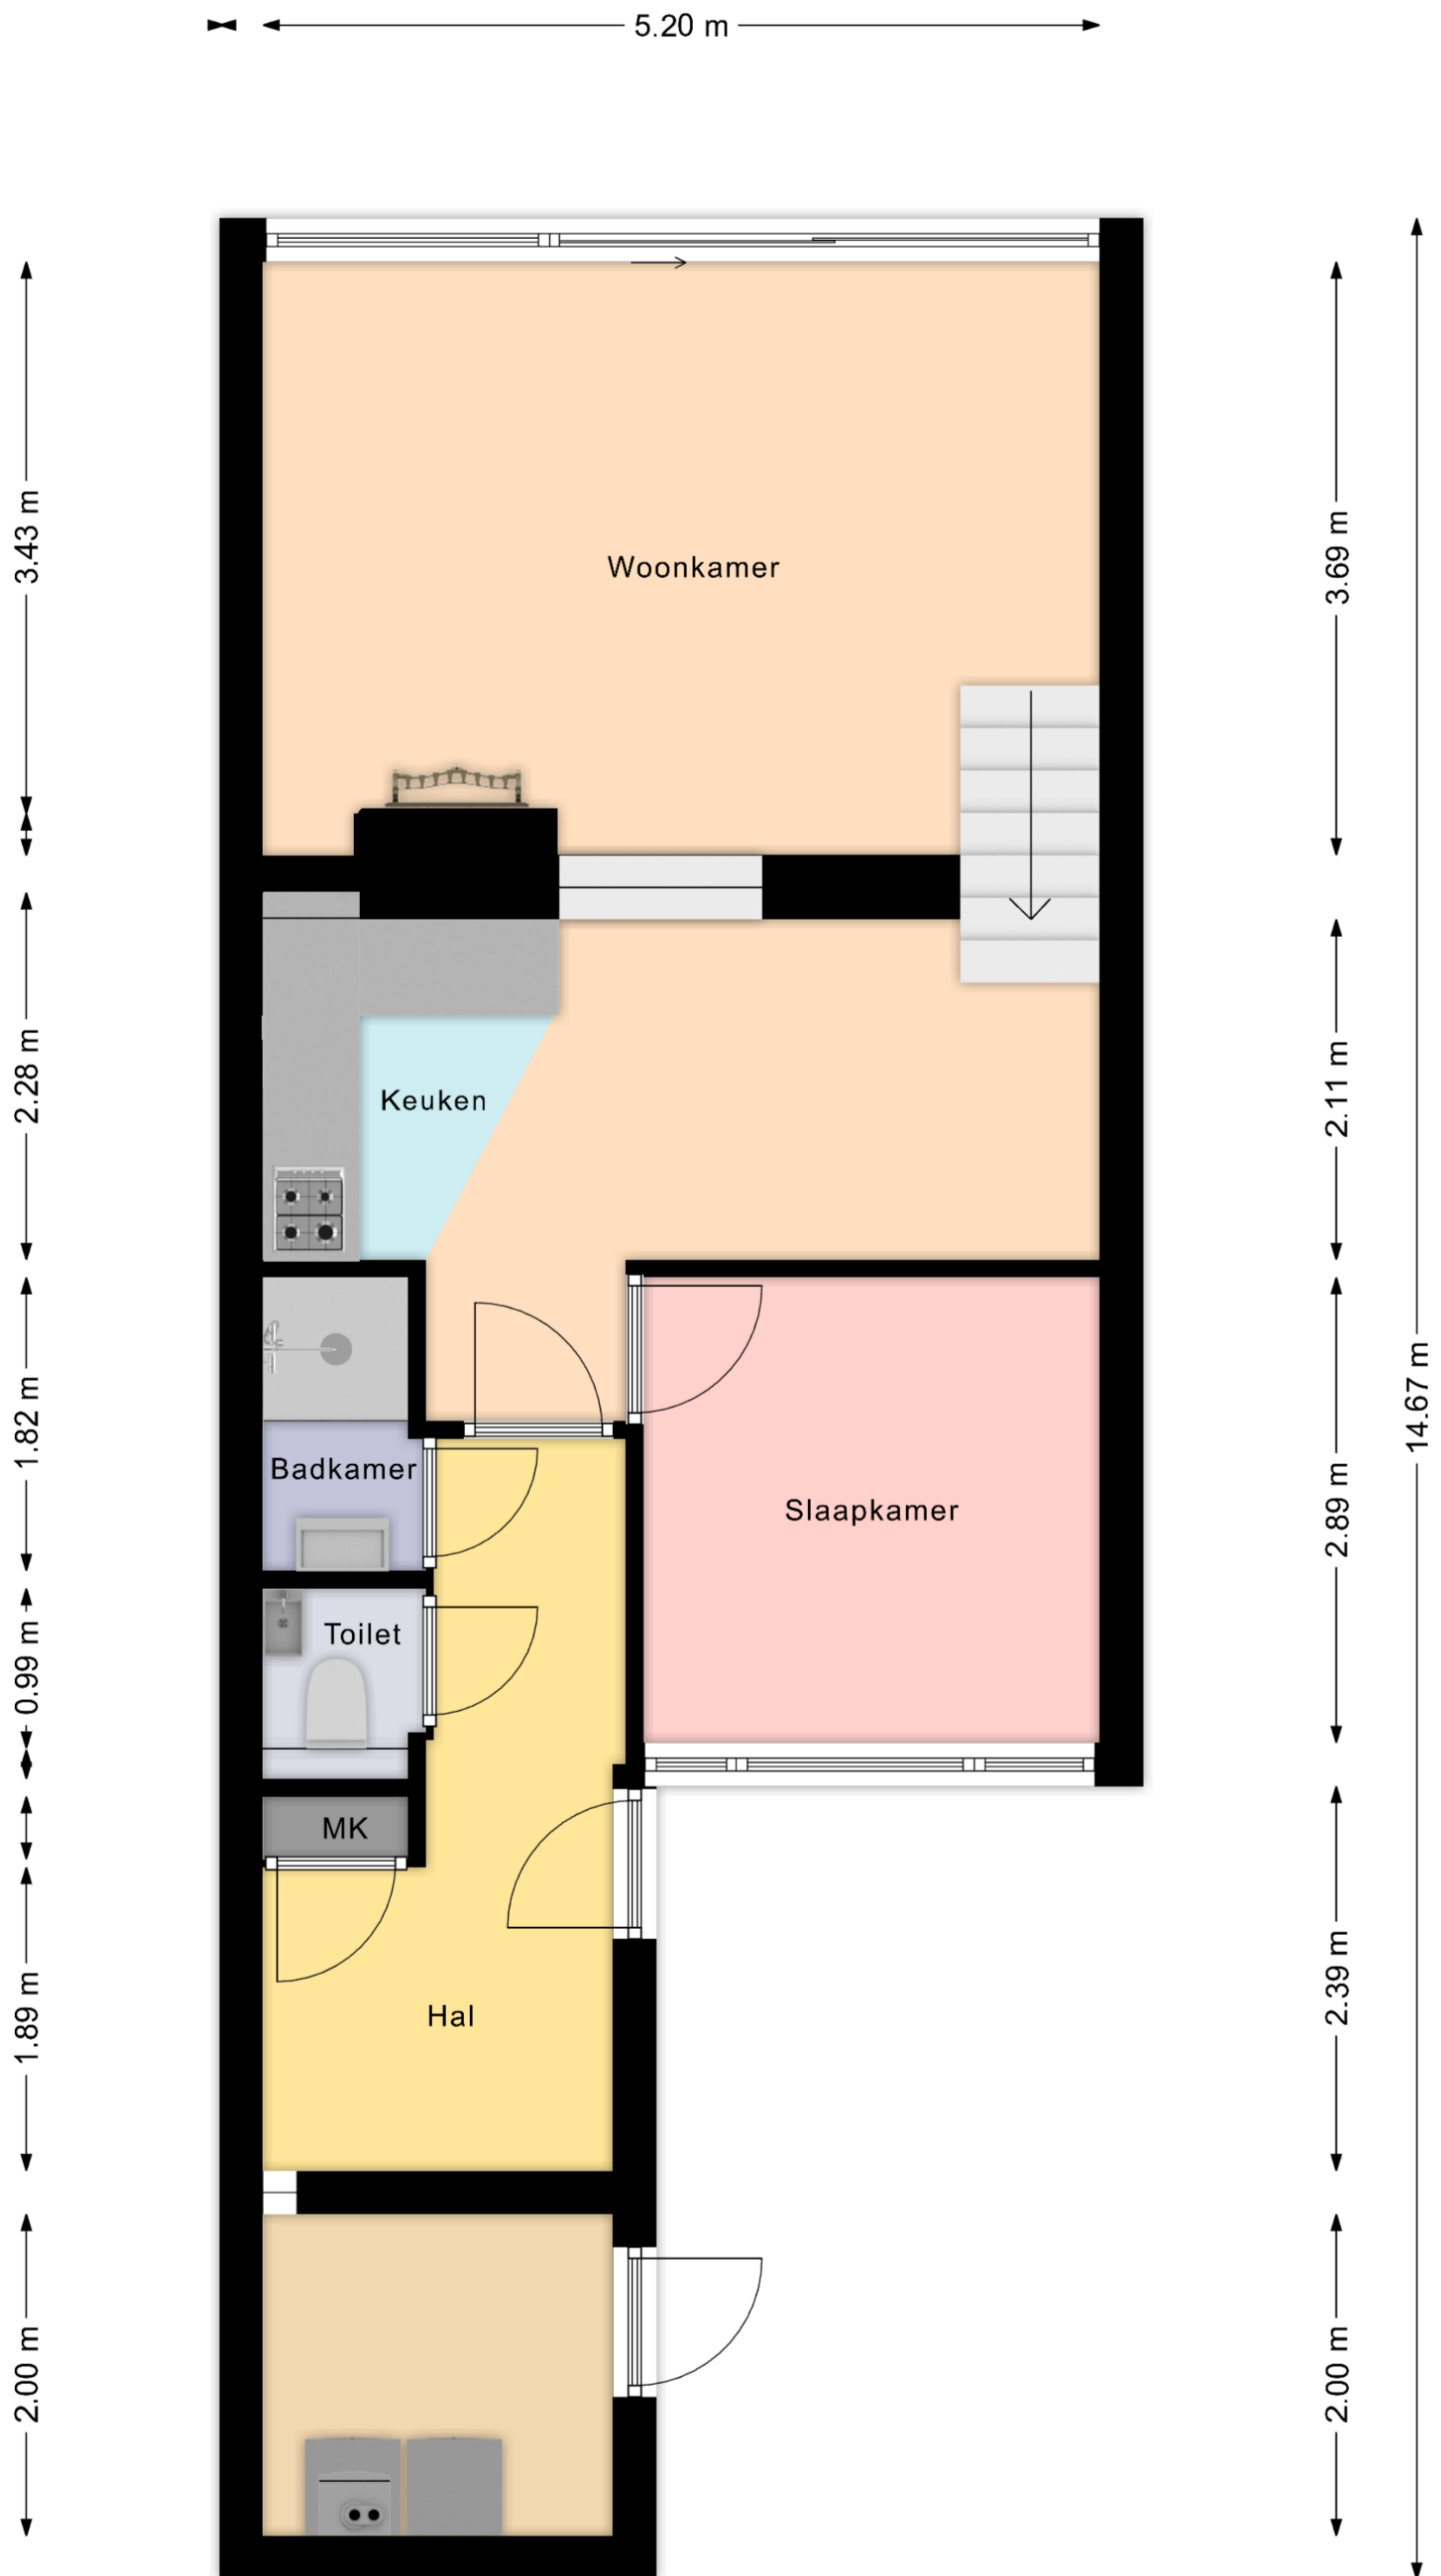 5.20 m
3.43 m
3.69 m
Woonkamer
2.28 m
2.11 m
Keuken
14.67 m
1.82 m
Badkamer
2.89 m
Slaapkamer
0.99 m
Toilet
MK
1.89 m
2.39 m
Hal
2.00 m
2.00 m